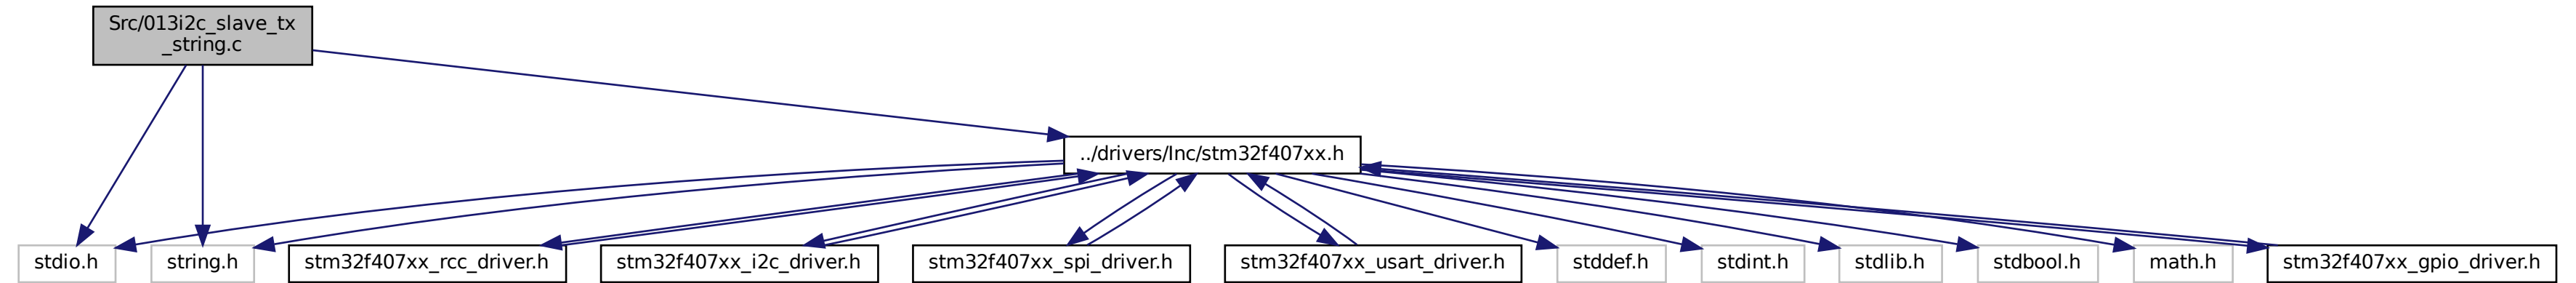 Src/013i2c_slave_tx
_string.c
../drivers/Inc/stm32f407xx.h
stdio.h
string.h
stm32f407xx_rcc_driver.h
stm32f407xx_i2c_driver.h
stm32f407xx_spi_driver.h
stm32f407xx_usart_driver.h
stddef.h
stdint.h
stdlib.h
stdbool.h
math.h
stm32f407xx_gpio_driver.h